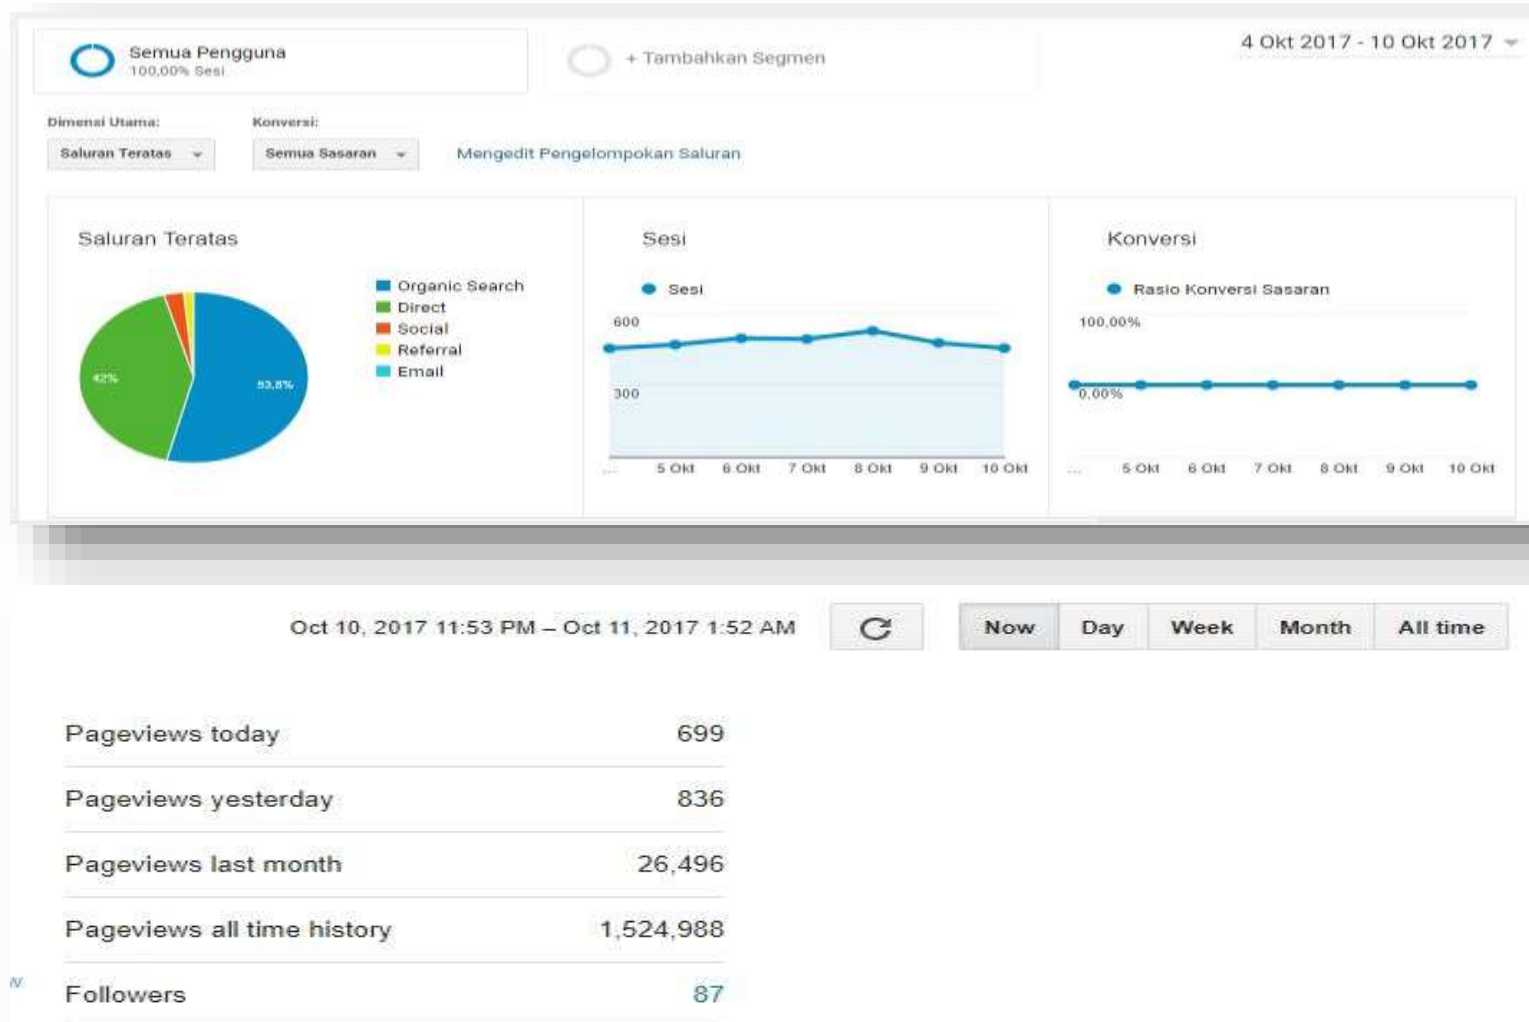 Semua Pengguna
100,00% Sesi
+ Tambahkan Segmen
4 Okt 2017 - 10 Okt 2017
Dimensi Utama:
Konversi:
Saluran Teratas
Semua Sasaran
Mengedit Pengelompokan Saluran
Saluran Teratas
42%
53,8%
Organic Search
Direct
Social
Referral
Email
Sesi
Sesi
600
300
... 5 Okt 6 Okt 7 Okt 8 Okt 9 Okt 10 Okt
Konversi
Rasio Konversi Sasaran
100,00%
0,00%
... 5 Okt 6 Okt 7 Okt 8 Okt 9 Okt 10 Okt
Oct 10, 2017 11:53 PM – Oct 11, 2017 1:52 AM
Now Day Week Month All time
Pageviews today 699
Pageviews yesterday 836
Pageviews last month 26,496
Pageviews all time history 1,524,988
w
Followers 87